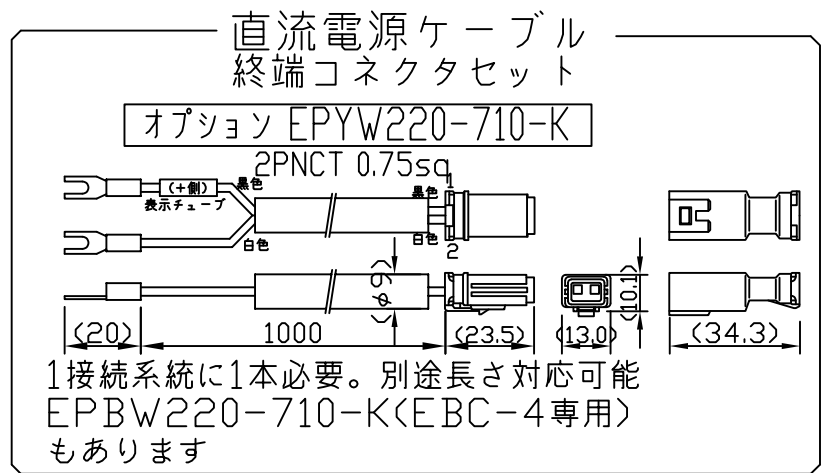 直流電源ケーブル
終端コネクタセット
オプション EPYW220-710-K
2PNCT 0.75sq
(+側)
黒色
表示チューブ
白色
黒色
1
白色
2
(φ9)
(10.1)
(20)
1000
(23.5)
(13.0)
(34.3)
1接続系統に1本必要。別途長さ対応可能
EPBW220-710-K(EBC-4専用)
もあります